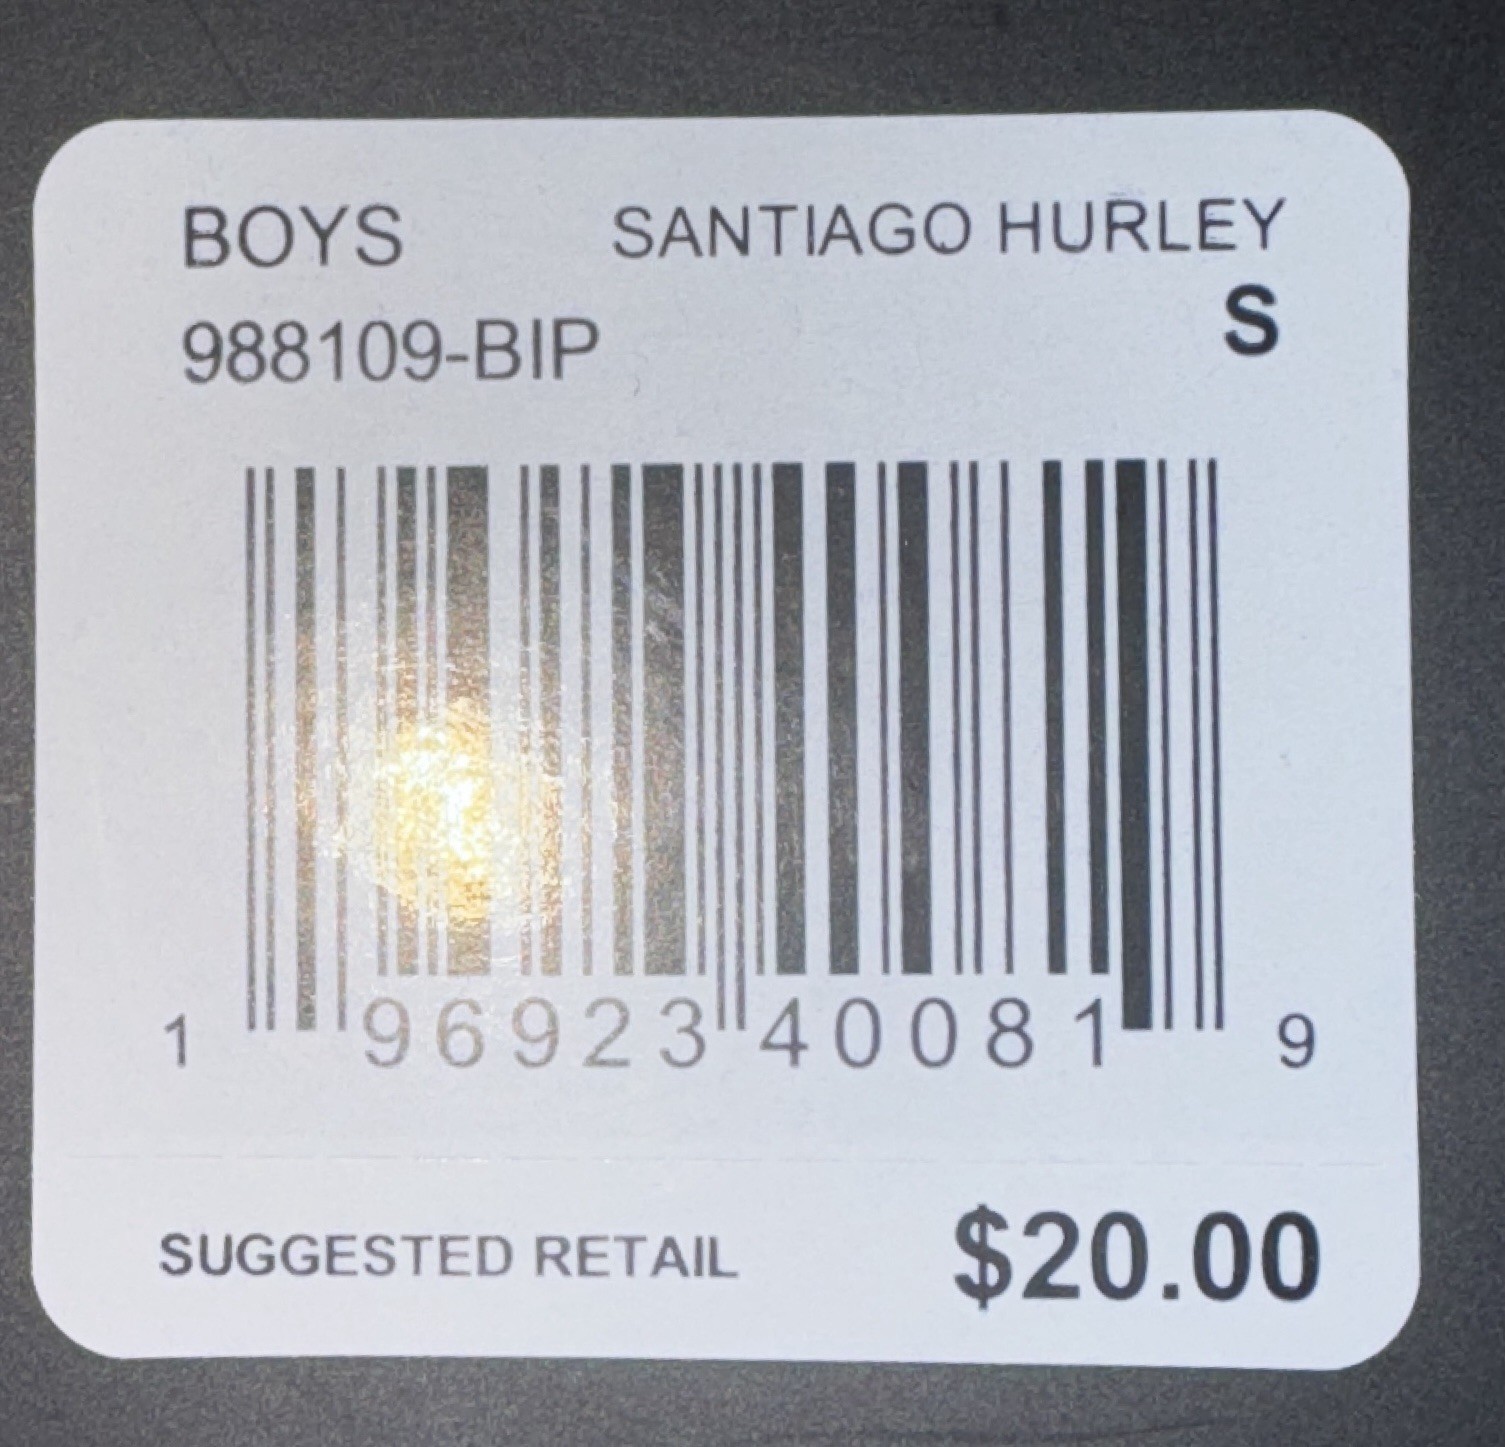 BOYS SANTIAGO HURLEY
988109-BIP S
1 96923 40081 9
SUGGESTED RETAIL $20.00